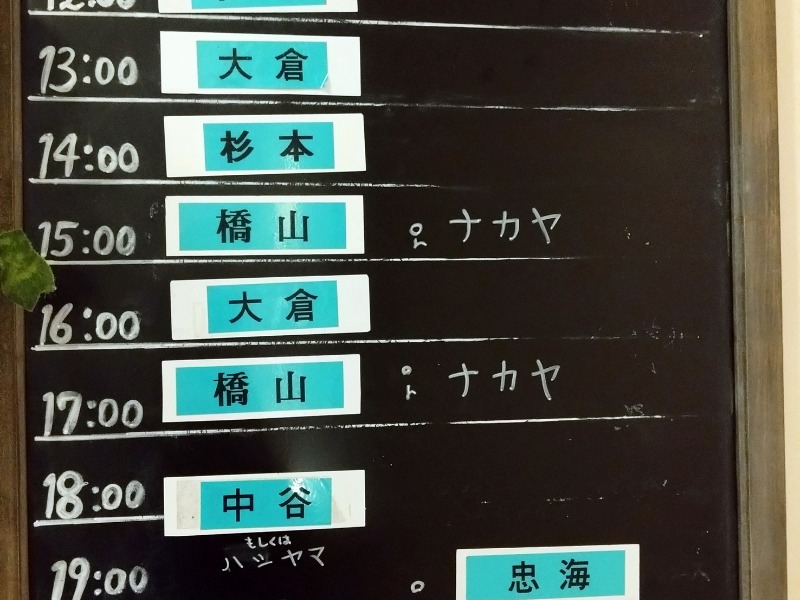 13:00 大倉
14:00 杉本
15:00 橋山 ナカヤ
16:00 大倉
17:00 橋山 ナカヤ
18:00 中谷
もしくは
ハシヤマ
19:00 忠海